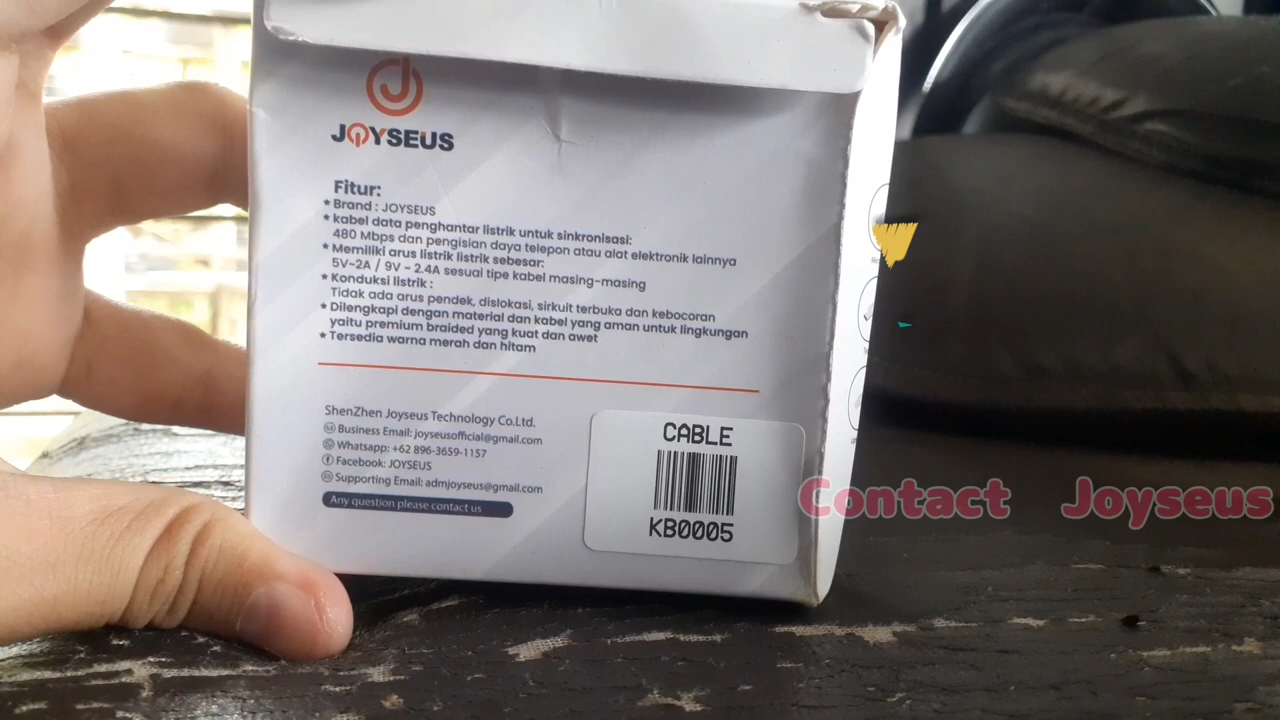 JOYSEUS
Fitur:
* Brand : JOYSEUS
* kabel data penghantar listrik untuk sinkronisasi:
480 Mbps dan pengisian daya telepon atau alat elektronik lainnya
* Memiliki arus listrik listrik sebesar:
5V~2A / 9V ~ 2.4A sesuai tipe kabel masing-masing
* Konduksi listrik :
Tidak ada arus pendek, dislokasi, sirkuit terbuka dan kebocoran
* Dilengkapi dengan material dan kabel yang aman untuk lingkungan
yaitu premium braided yang kuat dan awet
* Tersedia warna merah dan hitam
ShenZhen Joyseus Technology Co.Ltd.
Business Email: joyseusofficial@gmail.com
Whatsapp: +62 896-3659-1157
Facebook: JOYSEUS
Supporting Email: admjoyseus@gmail.com
Any question please contact us
CABLE
KB0005
Contact Joyseus